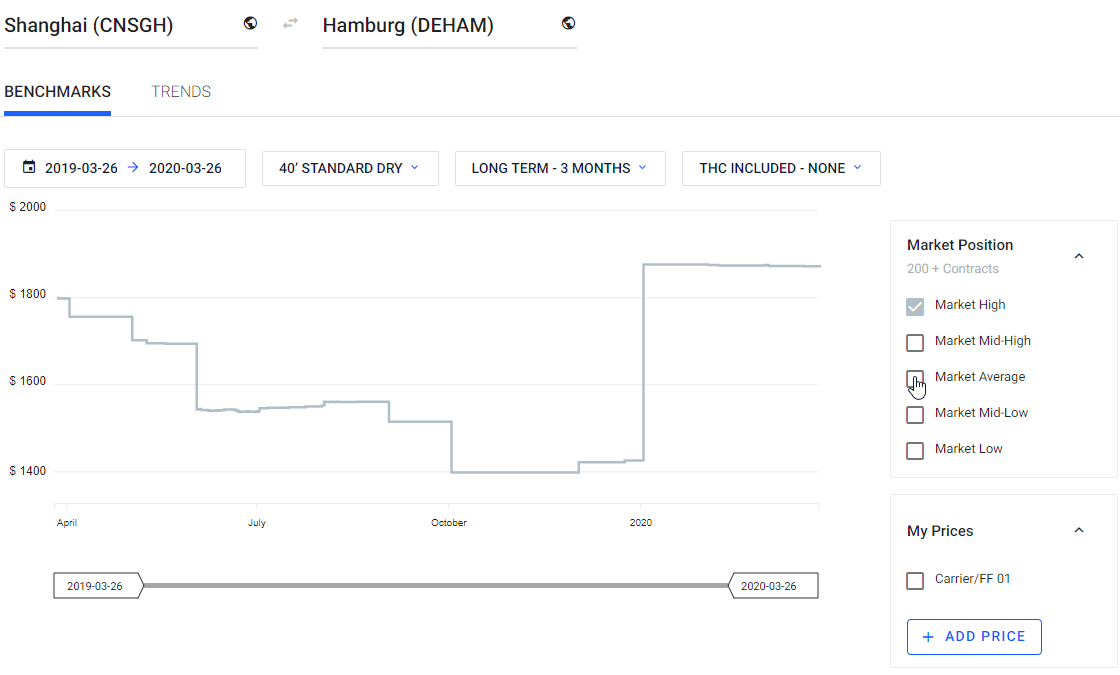 Shanghai (CNSGH) Hamburg (DEHAM)
BENCHMARKS TRENDS
2019-03-26 → 2020-03-26 40’ STANDARD DRY LONG TERM - 3 MONTHS THC INCLUDED - NONE
$ 2000
$ 1800
$ 1600
$ 1400
April July October 2020
2019-03-26 2020-03-26
Market Position
200 + Contracts
Market High
Market Mid-High
Market Average
Market Mid-Low
Market Low
My Prices
Carrier/FF 01
+ ADD PRICE